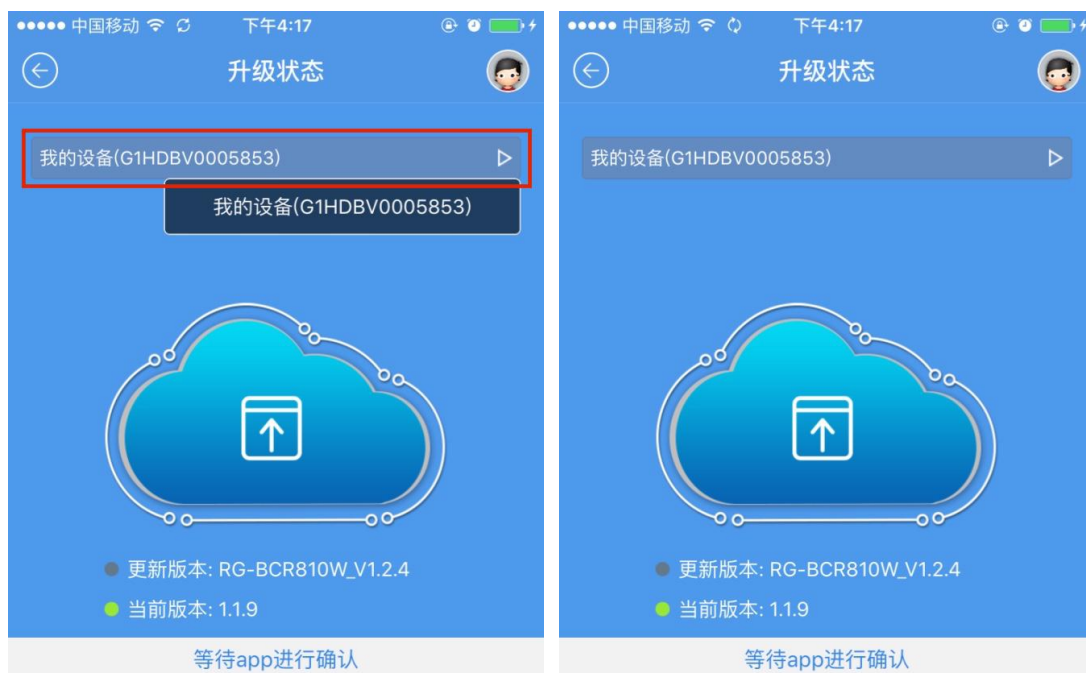 中国移动 下午4:17
升级状态
我的设备(G1HDBV0005853)
我的设备(G1HDBV0005853)
更新版本: RG-BCR810W_V1.2.4
当前版本: 1.1.9
等待app进行确认
中国移动 下午4:17
升级状态
我的设备(G1HDBV0005853)
更新版本: RG-BCR810W_V1.2.4
当前版本: 1.1.9
等待app进行确认